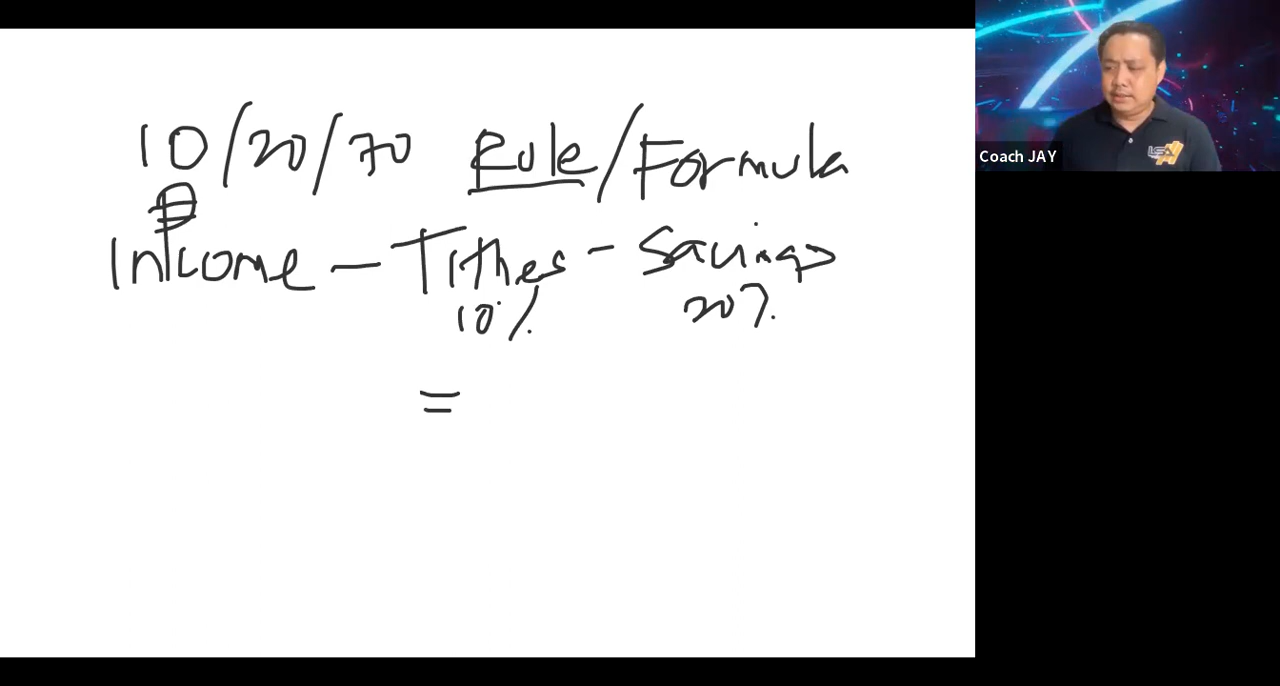 10/20/70 Rule/Formula
₱
Income - Tithes - Savings
10% 20%
=
Coach JAY